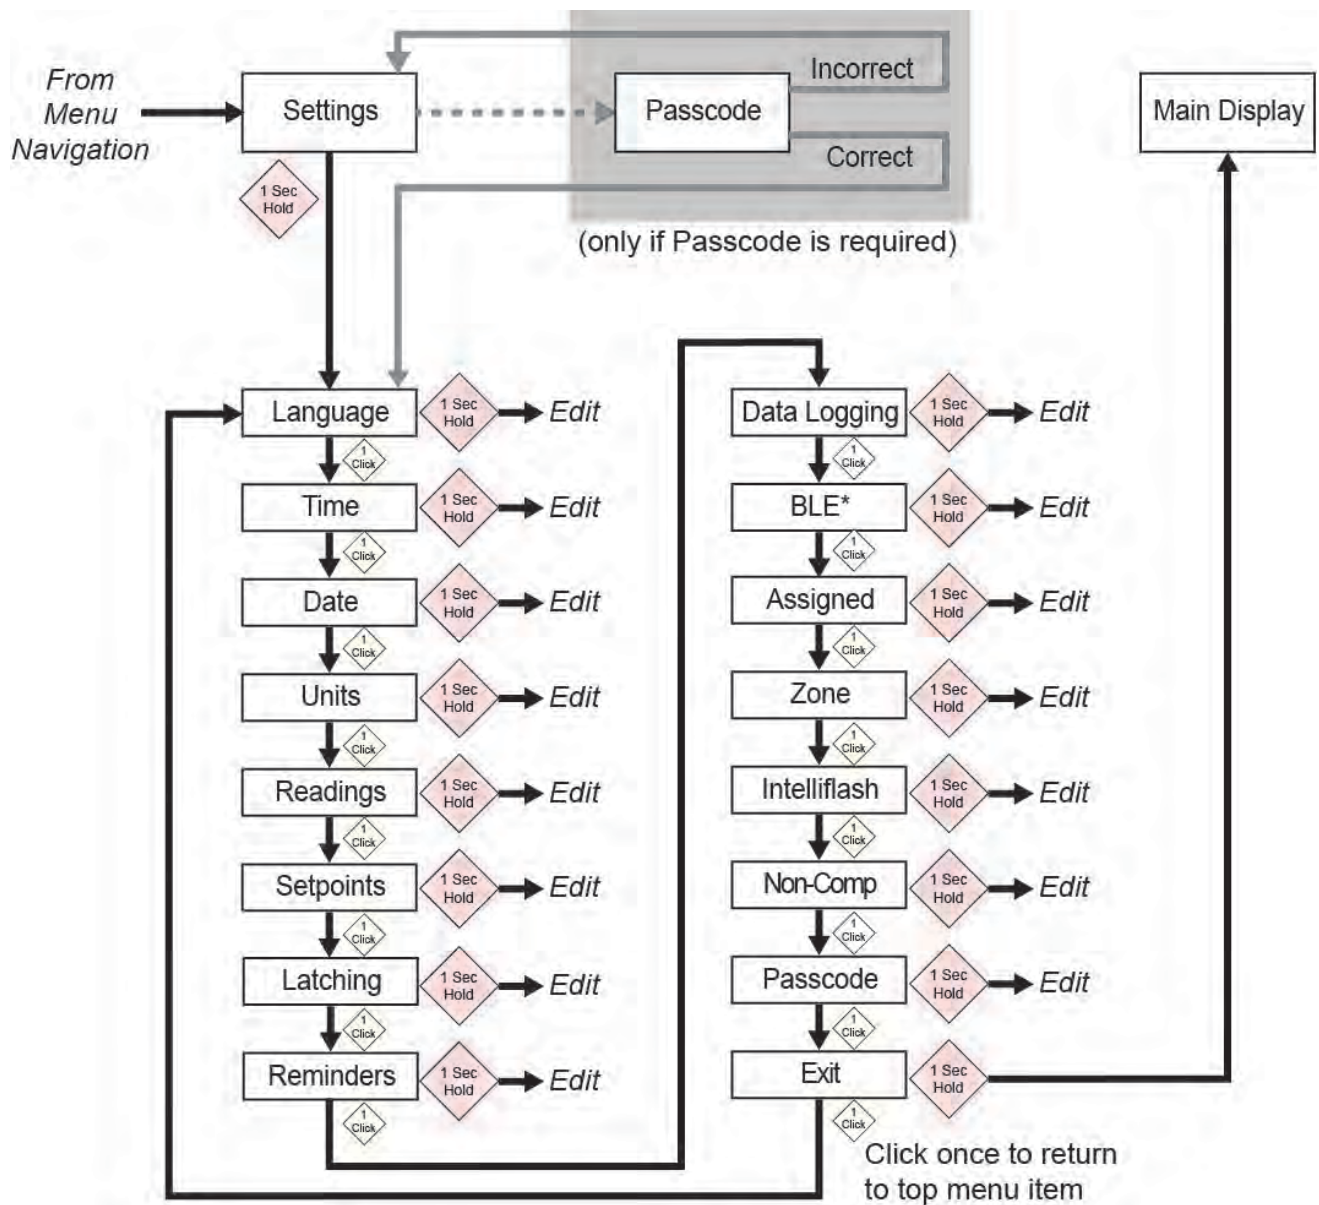 From
Menu
Navigation
Settings
Passcode
Incorrect
Correct
Main Display
1 Sec
Hold
(only if Passcode is required)
Language
1 Sec
Hold
Edit
1
Click
Time
1 Sec
Hold
Edit
1
Click
Date
1 Sec
Hold
Edit
1
Click
Units
1 Sec
Hold
Edit
1
Click
Readings
1 Sec
Hold
Edit
1
Click
Setpoints
1 Sec
Hold
Edit
1
Click
Latching
1 Sec
Hold
Edit
1
Click
Reminders
1 Sec
Hold
Edit
1
Click
Data Logging
1 Sec
Hold
Edit
1
Click
BLE*
1 Sec
Hold
Edit
1
Click
Assigned
1 Sec
Hold
Edit
1
Click
Zone
1 Sec
Hold
Edit
1
Click
Intelliflash
1 Sec
Hold
Edit
1
Click
Non-Comp
1 Sec
Hold
Edit
1
Click
Passcode
1 Sec
Hold
Edit
1
Click
Exit
1 Sec
Hold
1
Click
Click once to return
to top menu item